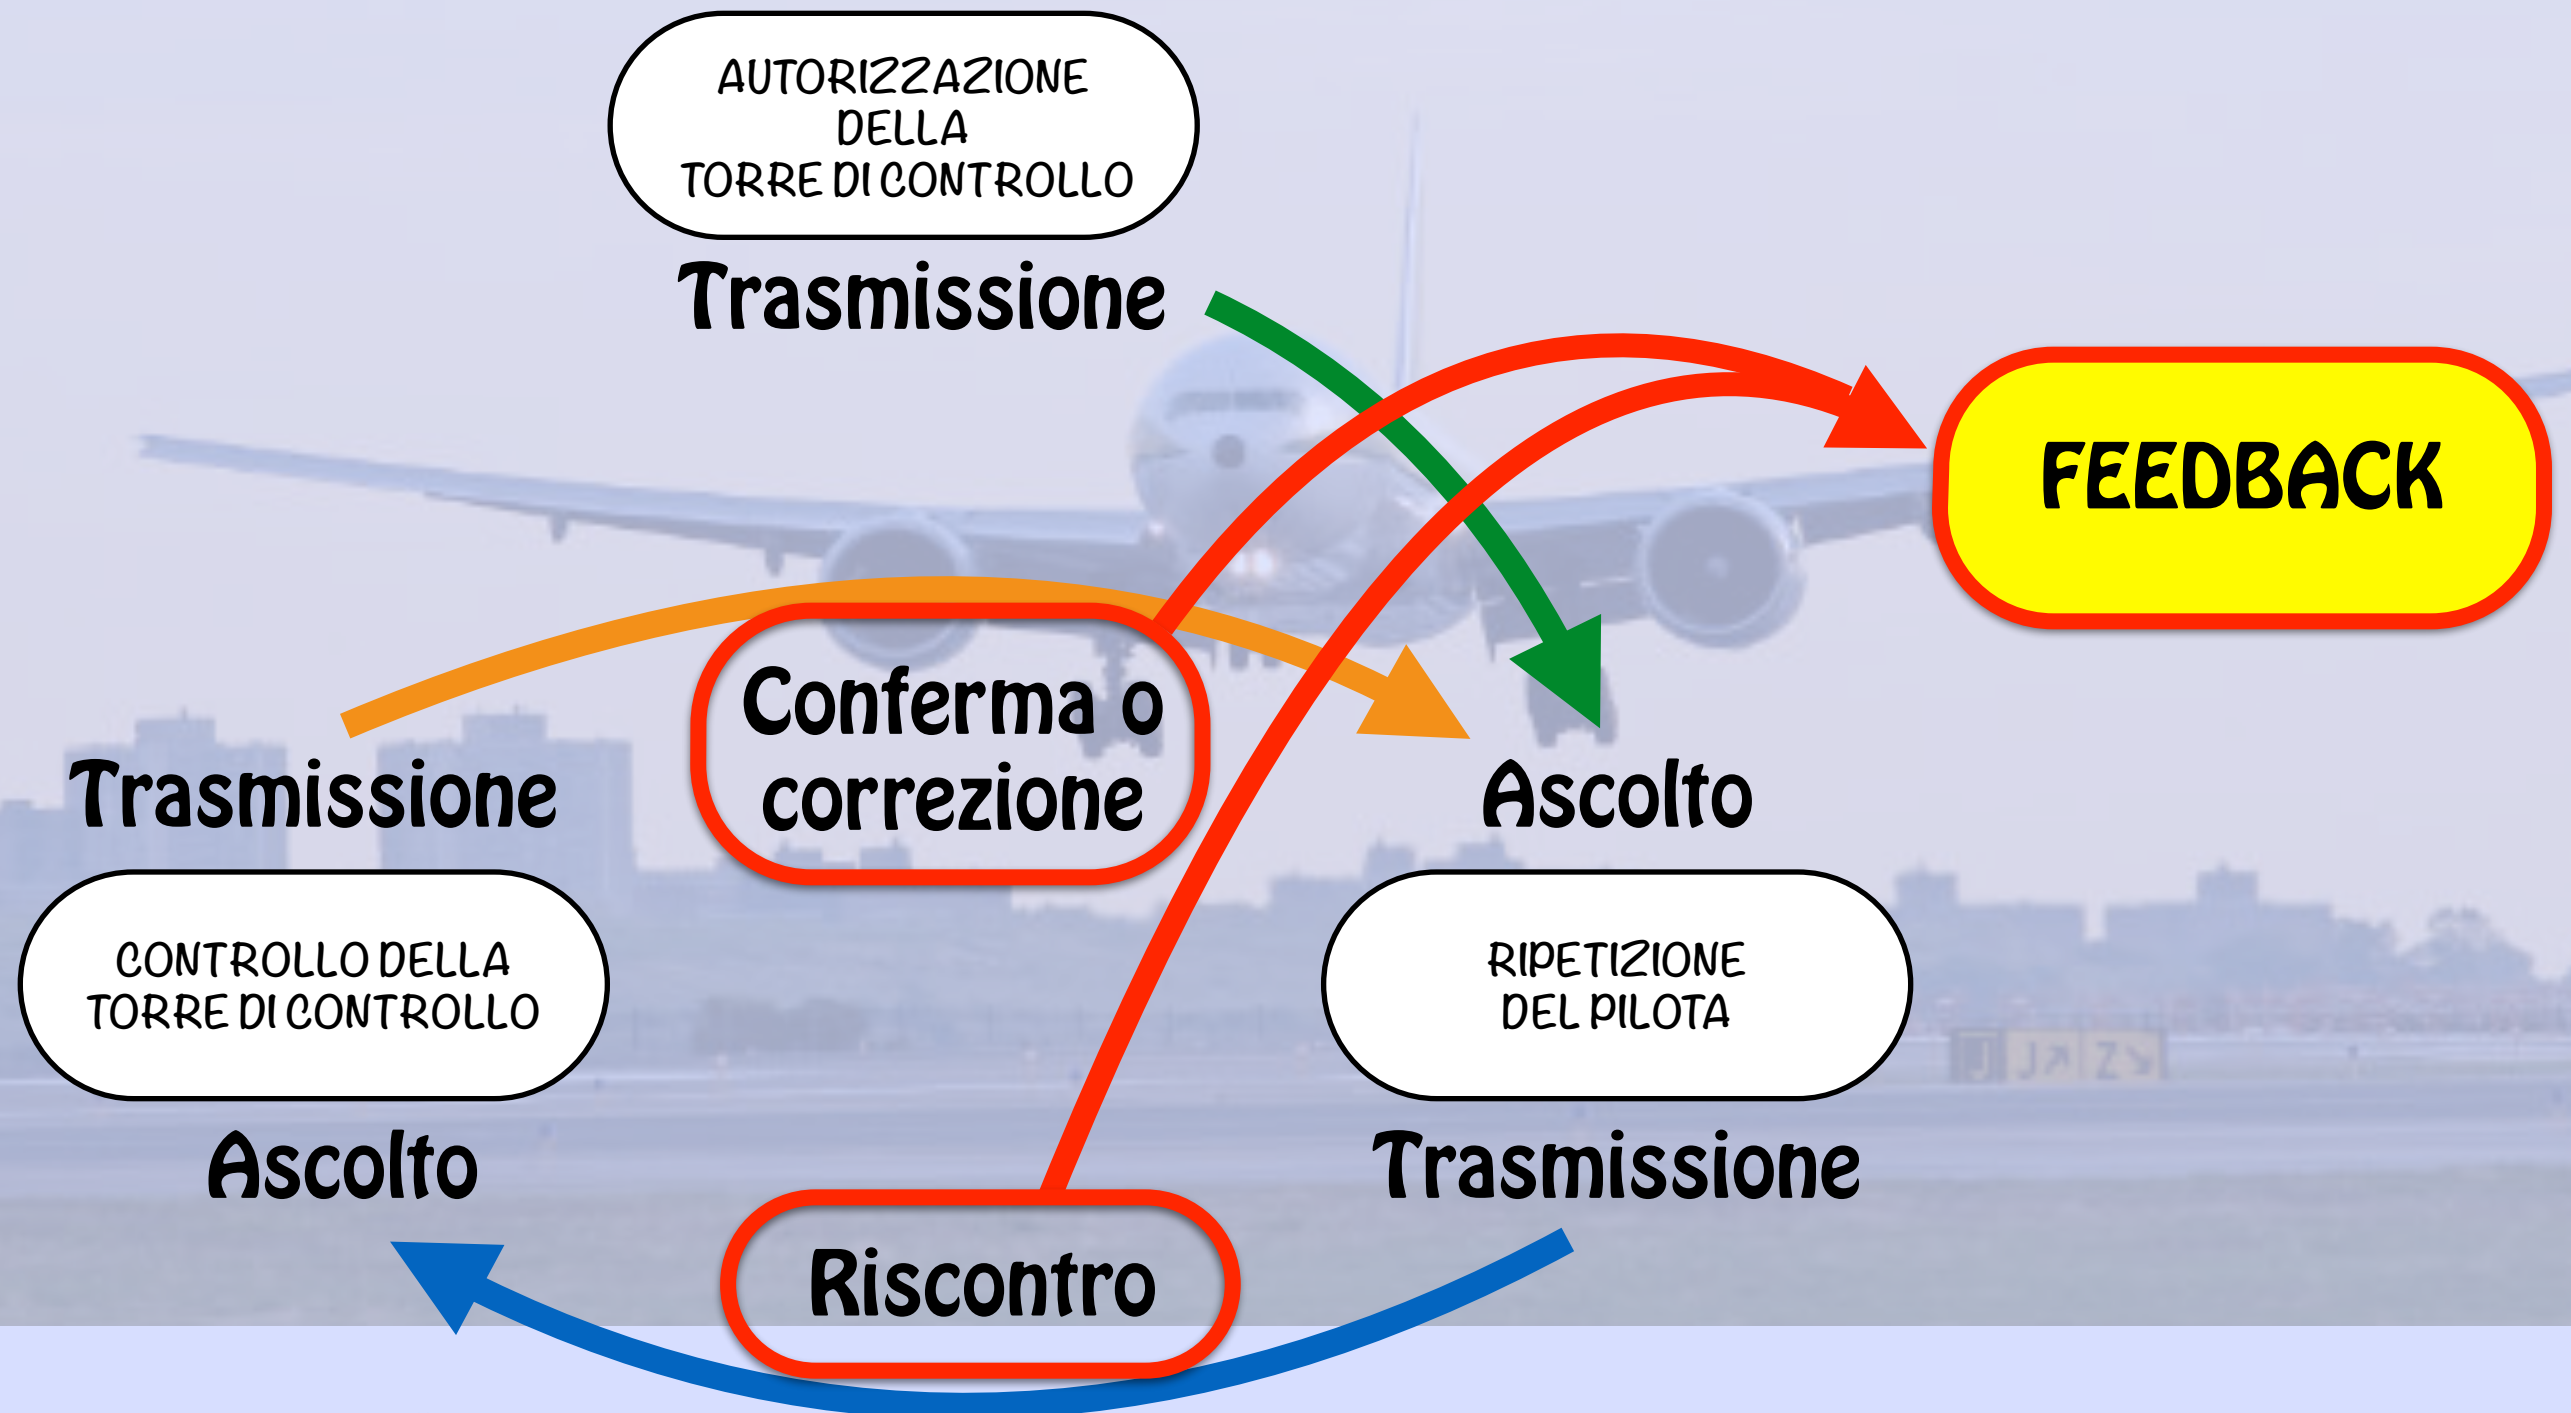 AUTORIZZAZIONE
DELLA
TORRE DI CONTROLLO
Trasmissione
FEEDBACK
Conferma o
correzione
Trasmissione
Ascolto
CONTROLLO DELLA
TORRE DI CONTROLLO
RIPETIZIONE
DEL PILOTA
J J↗ Z↘
Ascolto
Trasmissione
Riscontro